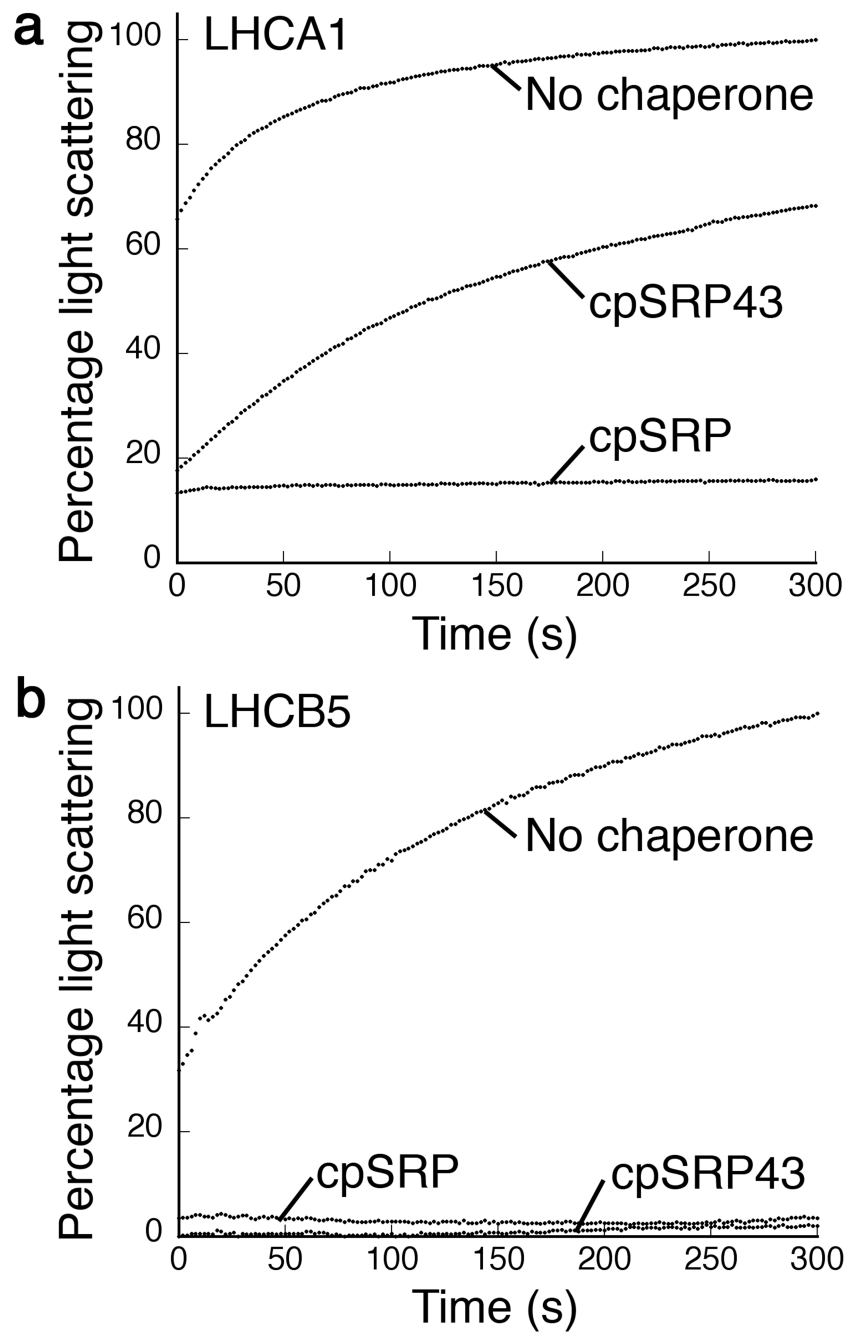 a
LHCA1
Percentage light scattering
100
80
60
40
20
0
No chaperone
cpSRP43
cpSRP
0 50 100 150 200 250 300
Time (s)
b
LHCB5
Percentage light scattering
100
80
60
40
20
0
No chaperone
cpSRP
cpSRP43
0 50 100 150 200 250 300
Time (s)